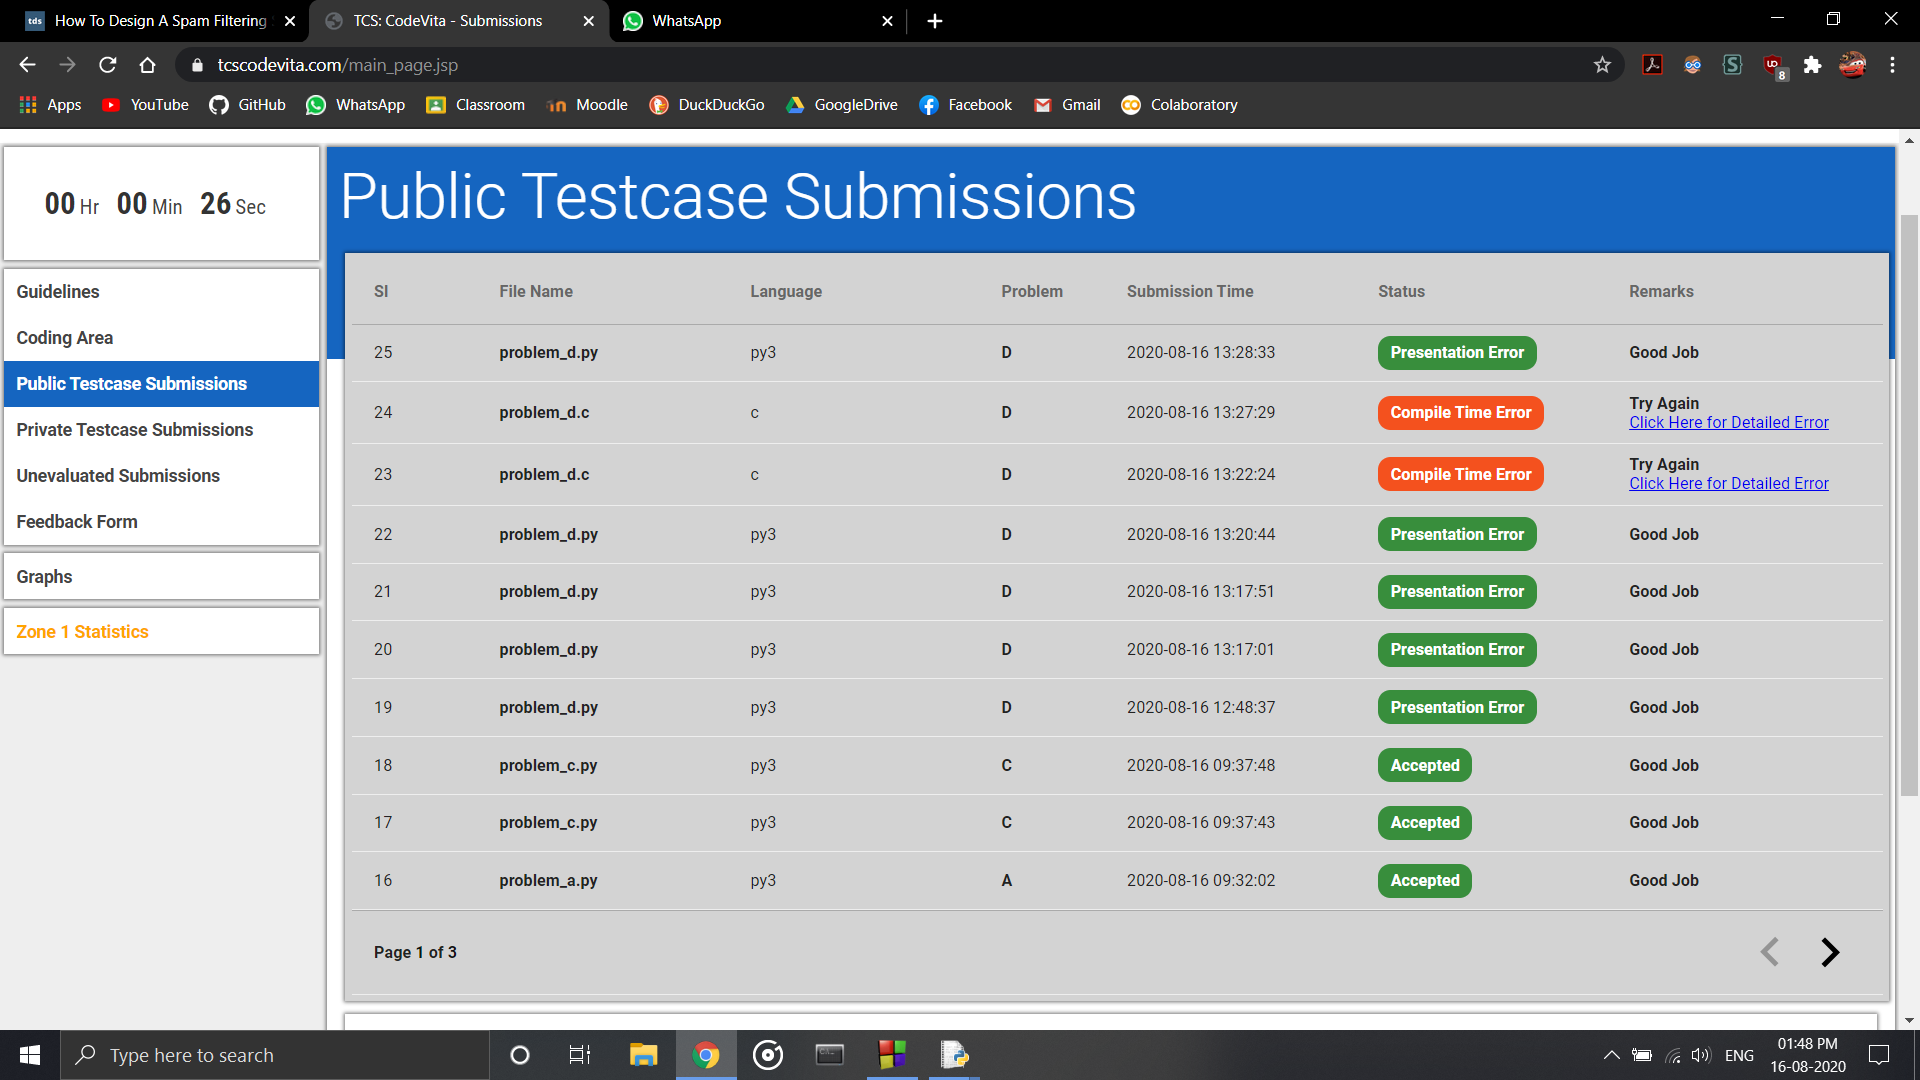 tds How To Design A Spam Filtering
TCS: CodeVita - Submissions
WhatsApp
tcscodevita.com/main_page.jsp
8
Apps YouTube GitHub WhatsApp Classroom Moodle DuckDuckGo GoogleDrive Facebook Gmail Colaboratory
00 Hr 00 Min 26 Sec
Guidelines
Coding Area
Public Testcase Submissions
Private Testcase Submissions
Unevaluated Submissions
Feedback Form
Graphs
Zone 1 Statistics
Public Testcase Submissions
Sl File Name Language Problem Submission Time Status Remarks
25 problem_d.py py3 D 2020-08-16 13:28:33 Presentation Error Good Job
24 problem_d.c c D 2020-08-16 13:27:29 Compile Time Error Try Again
Click Here for Detailed Error
23 problem_d.c c D 2020-08-16 13:22:24 Compile Time Error Try Again
Click Here for Detailed Error
22 problem_d.py py3 D 2020-08-16 13:20:44 Presentation Error Good Job
21 problem_d.py py3 D 2020-08-16 13:17:51 Presentation Error Good Job
20 problem_d.py py3 D 2020-08-16 13:17:01 Presentation Error Good Job
19 problem_d.py py3 D 2020-08-16 12:48:37 Presentation Error Good Job
18 problem_c.py py3 C 2020-08-16 09:37:48 Accepted Good Job
17 problem_c.py py3 C 2020-08-16 09:37:43 Accepted Good Job
16 problem_a.py py3 A 2020-08-16 09:32:02 Accepted Good Job
Page 1 of 3
Type here to search
ENG
01:48 PM
16-08-2020